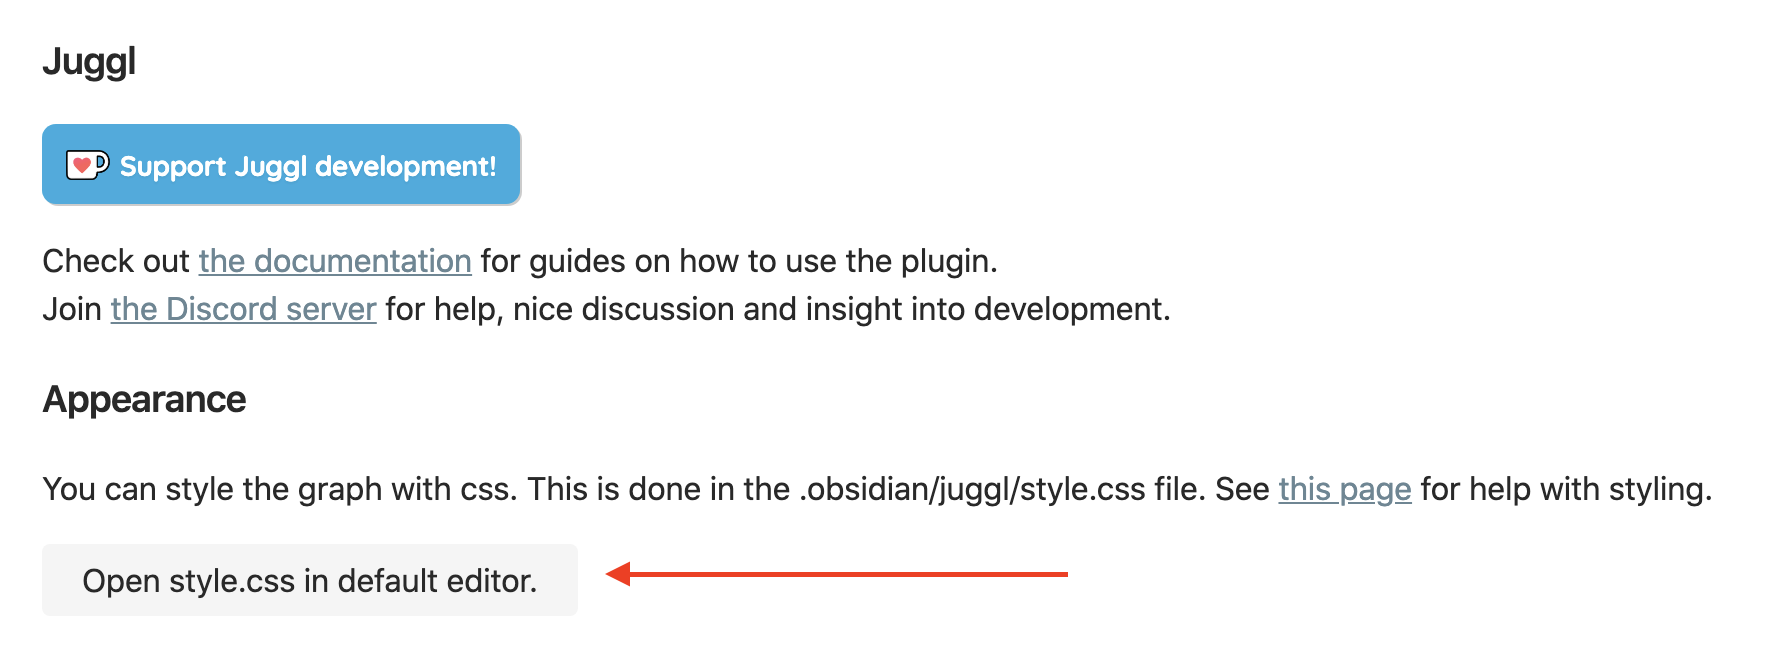 Juggl
Support Juggl development!
Check out the documentation for guides on how to use the plugin.
Join the Discord server for help, nice discussion and insight into development.
Appearance
You can style the graph with css. This is done in the .obsidian/juggl/style.css file. See this page for help with styling.
Open style.css in default editor.